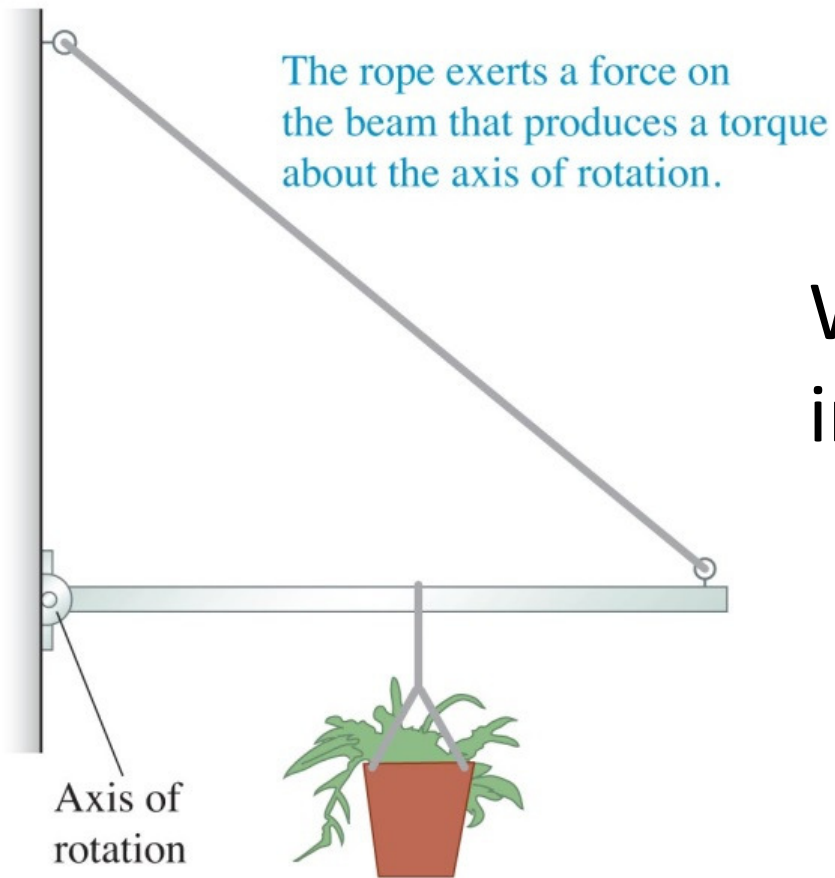 The rope exerts a force on
the beam that produces a torque
about the axis of rotation.
Axis of
rotation